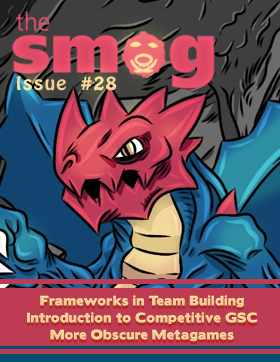 the
smog
Issue #28
Frameworks in Team Building
Introduction to Competitive GSC
More Obscure Metagames